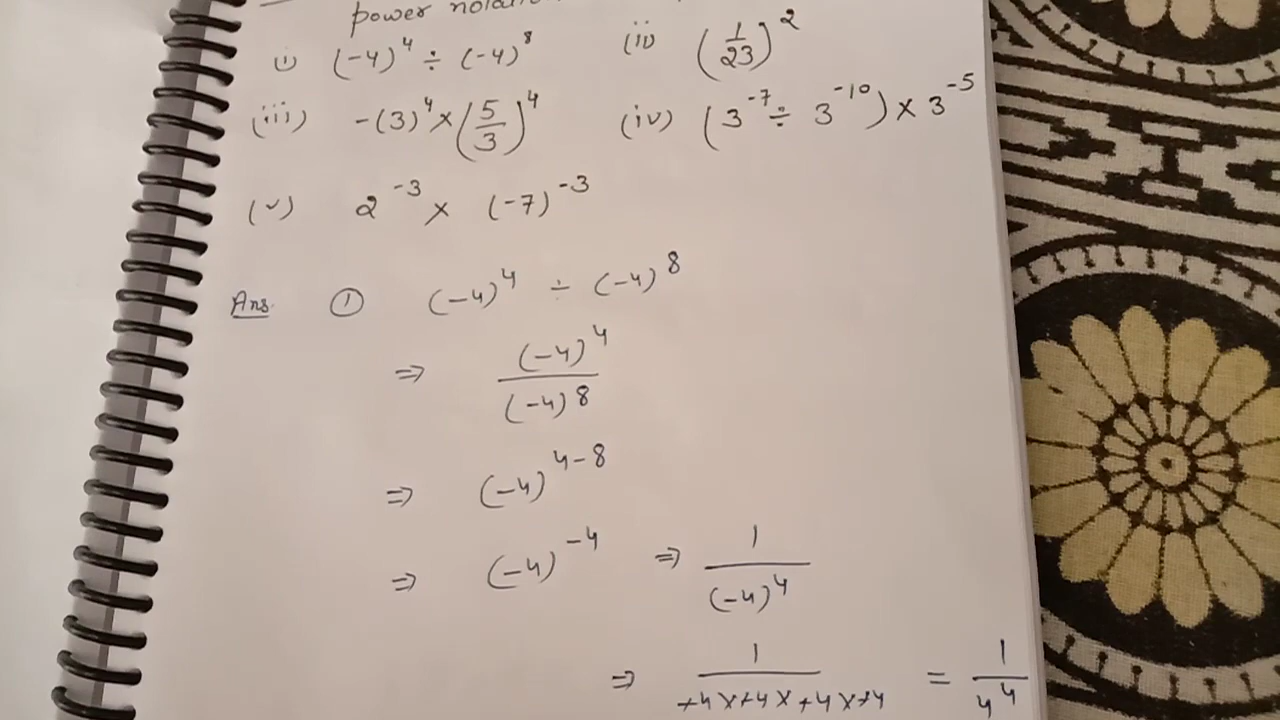 power
(i) (-4)^4 ÷ (-4)^8 (ii) (1/23)^2
(iii) -(3)^4 × (5/3)^4 (iv) (3^-7 ÷ 3^-10) × 3^-5
(v) 2^-3 × (-7)^-3
Ans. ① (-4)^4 ÷ (-4)^8
⇒ (-4)^4 / (-4)^8
⇒ (-4)^4-8
⇒ (-4)^-4 ⇒ 1 / (-4)^4
⇒ 1 / +4 × +4 × +4 × +4 = 1 / 4^4